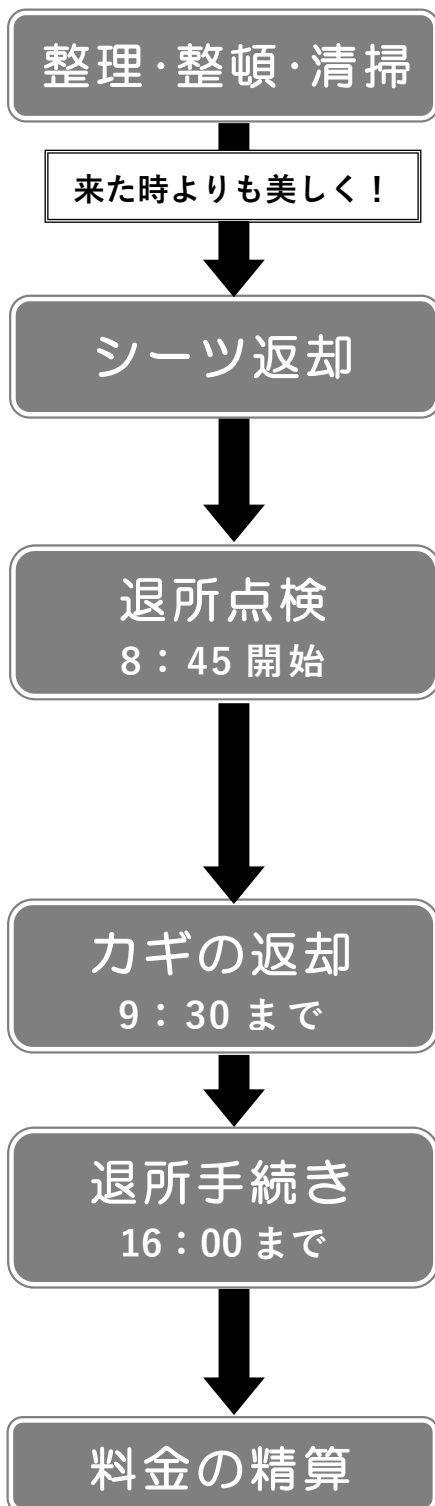 整理・整頓・清掃
来た時よりも美しく！
シーツ返却
退所点検
8：45 開始
カギの返却
9：30 まで
退所手続き
16：00 まで
料金の精算